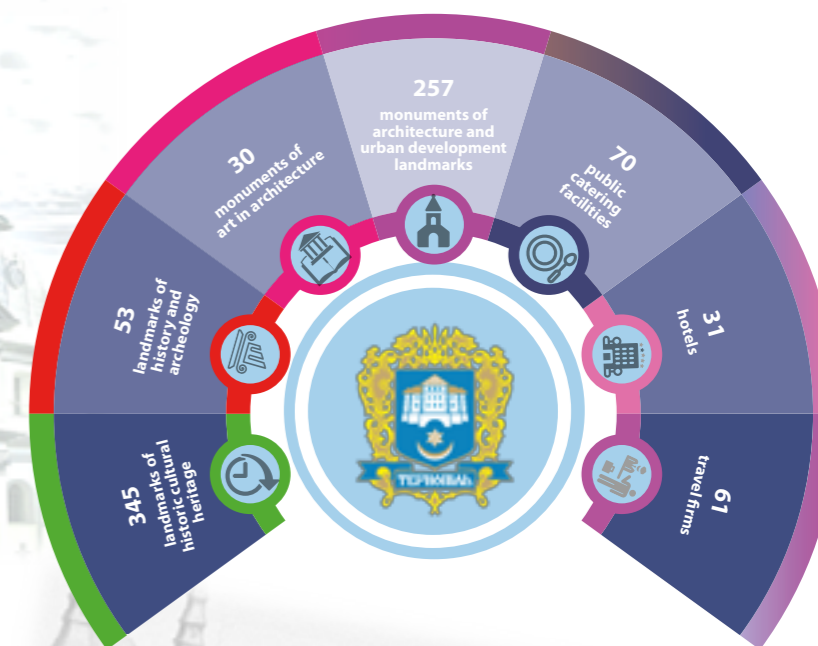 345
landmarks of
historic cultural
heritage
53
landmarks of
history and
archeology
30
monuments of
art in architecture
257
monuments of
architecture and
urban development
landmarks
70
public
catering
facilities
31
hotels
61
travel firms